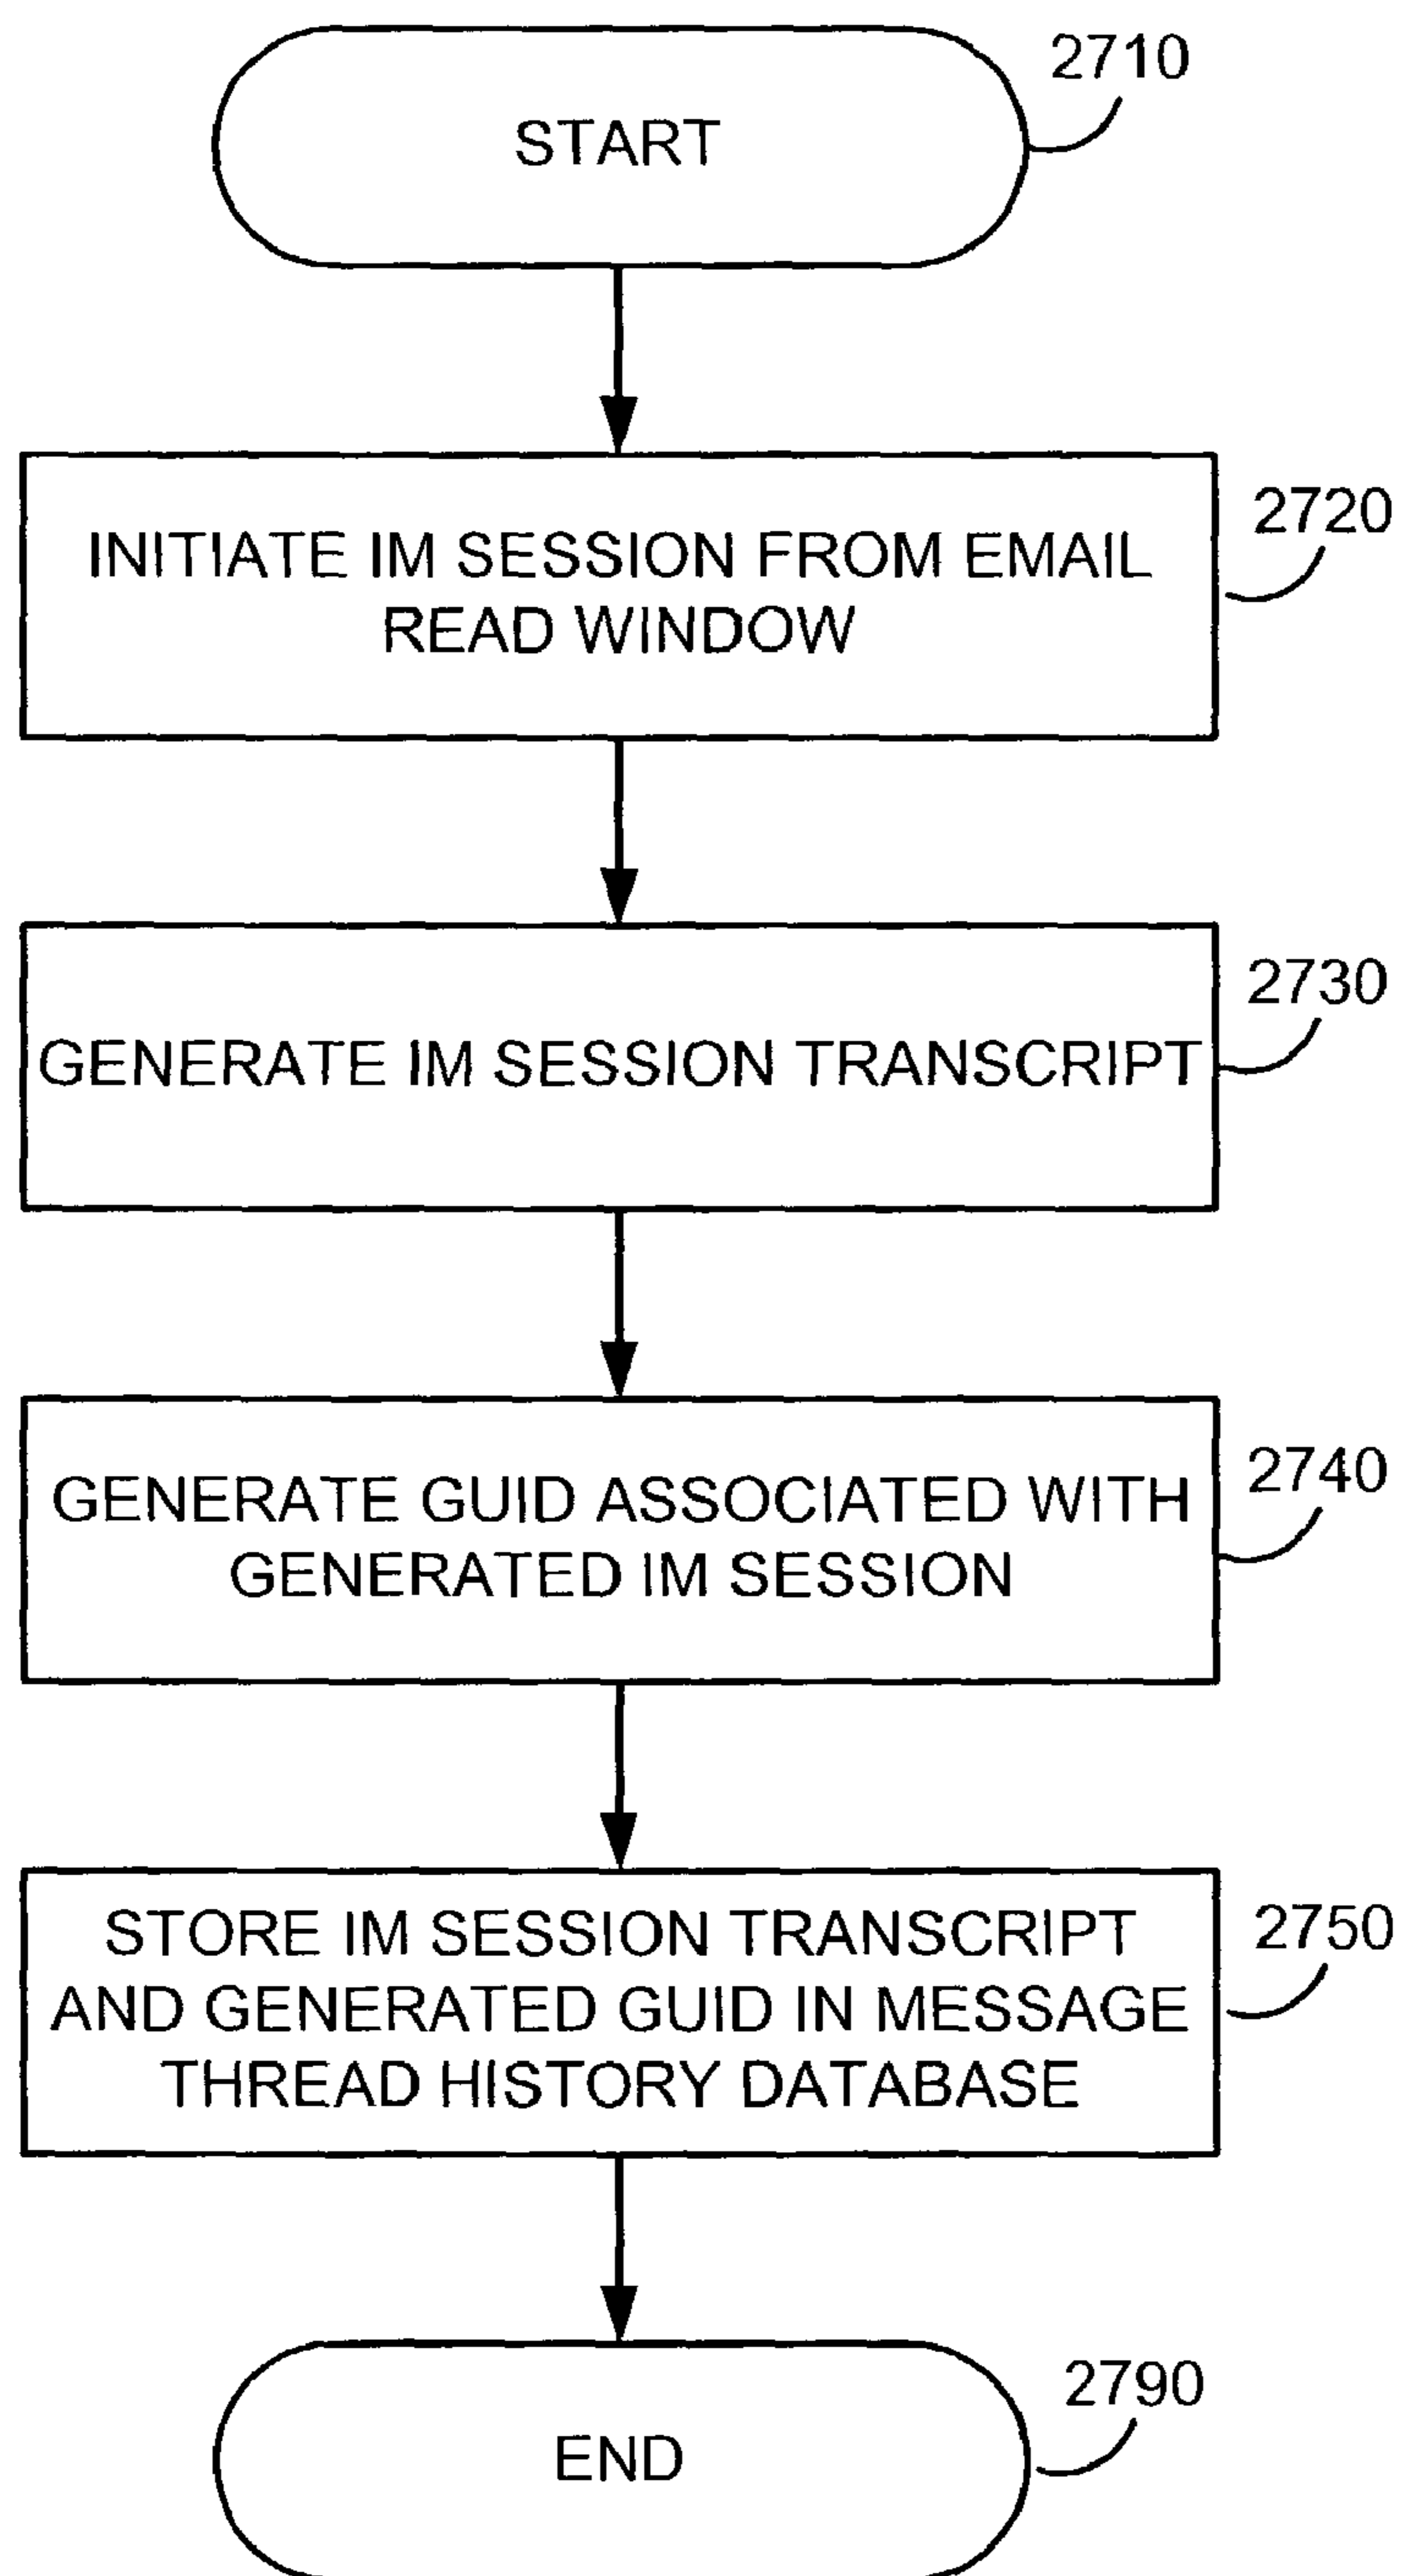 START
2710
INITIATE IM SESSION FROM EMAIL
READ WINDOW
2720
GENERATE IM SESSION TRANSCRIPT
2730
GENERATE GUID ASSOCIATED WITH
GENERATED IM SESSION
2740
STORE IM SESSION TRANSCRIPT
AND GENERATED GUID IN MESSAGE
THREAD HISTORY DATABASE
2750
END
2790